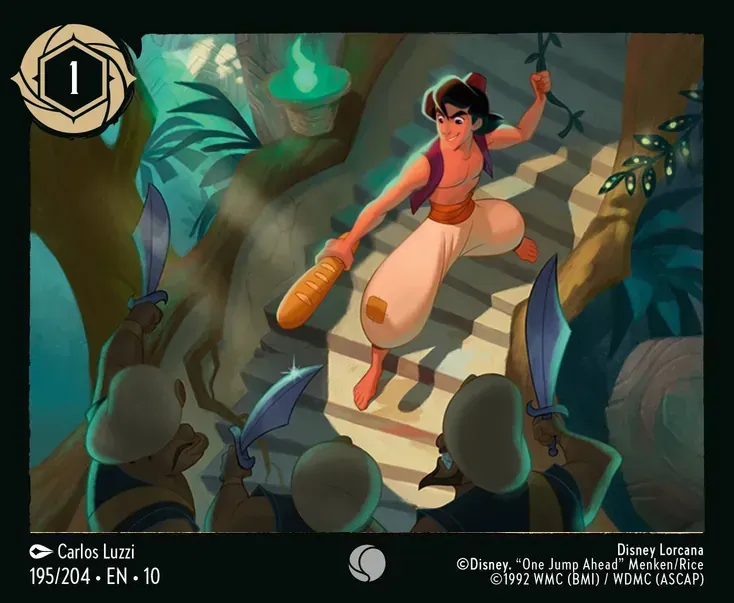 1
Carlos Luzzi
195/204 • EN • 10
Disney Lorcana
©Disney. “One Jump Ahead” Menken/Rice
©1992 WMC (BMI) / WDMC (ASCAP)